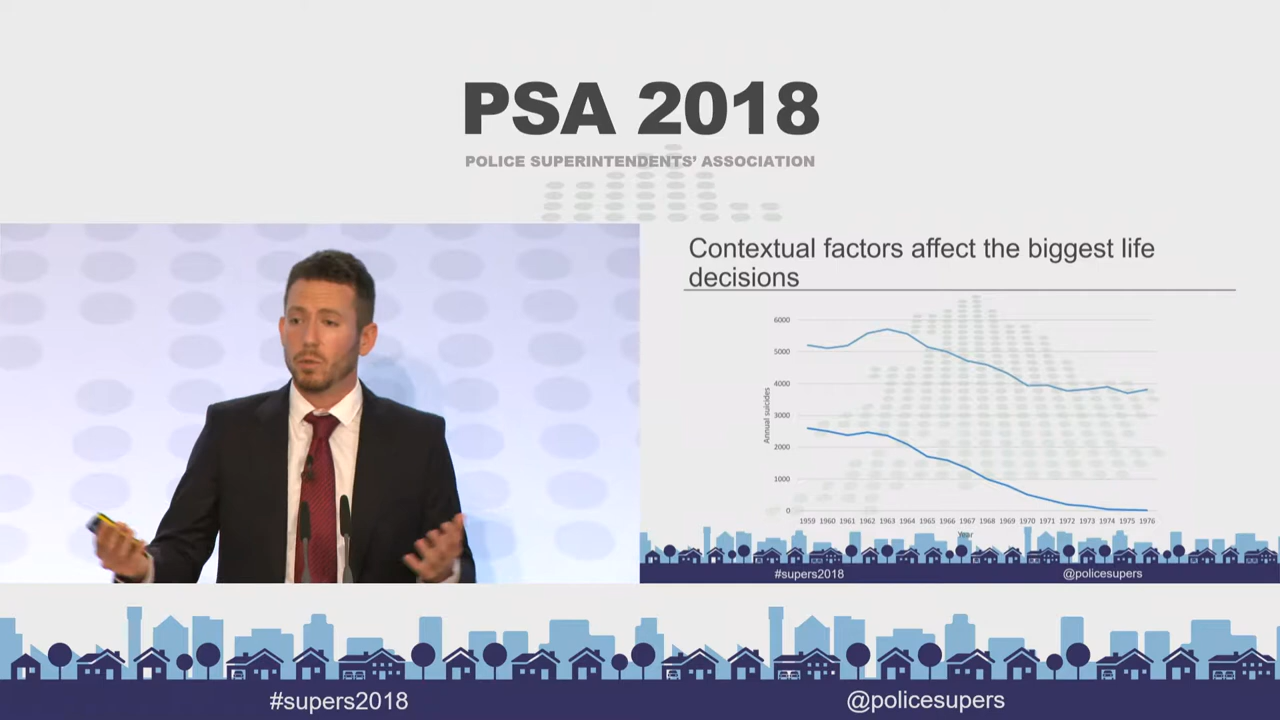 PSA 2018
POLICE SUPERINTENDENTS' ASSOCIATION
Contextual factors affect the biggest life
decisions
6000
5000
4000
3000
2000
1000
0
Annual suicides
1959 1960 1961 1962 1963 1964 1965 1966 1967 1968 1969 1970 1971 1972 1973 1974 1975 1976
Year
#supers2018 @policesupers
#supers2018 @policesupers